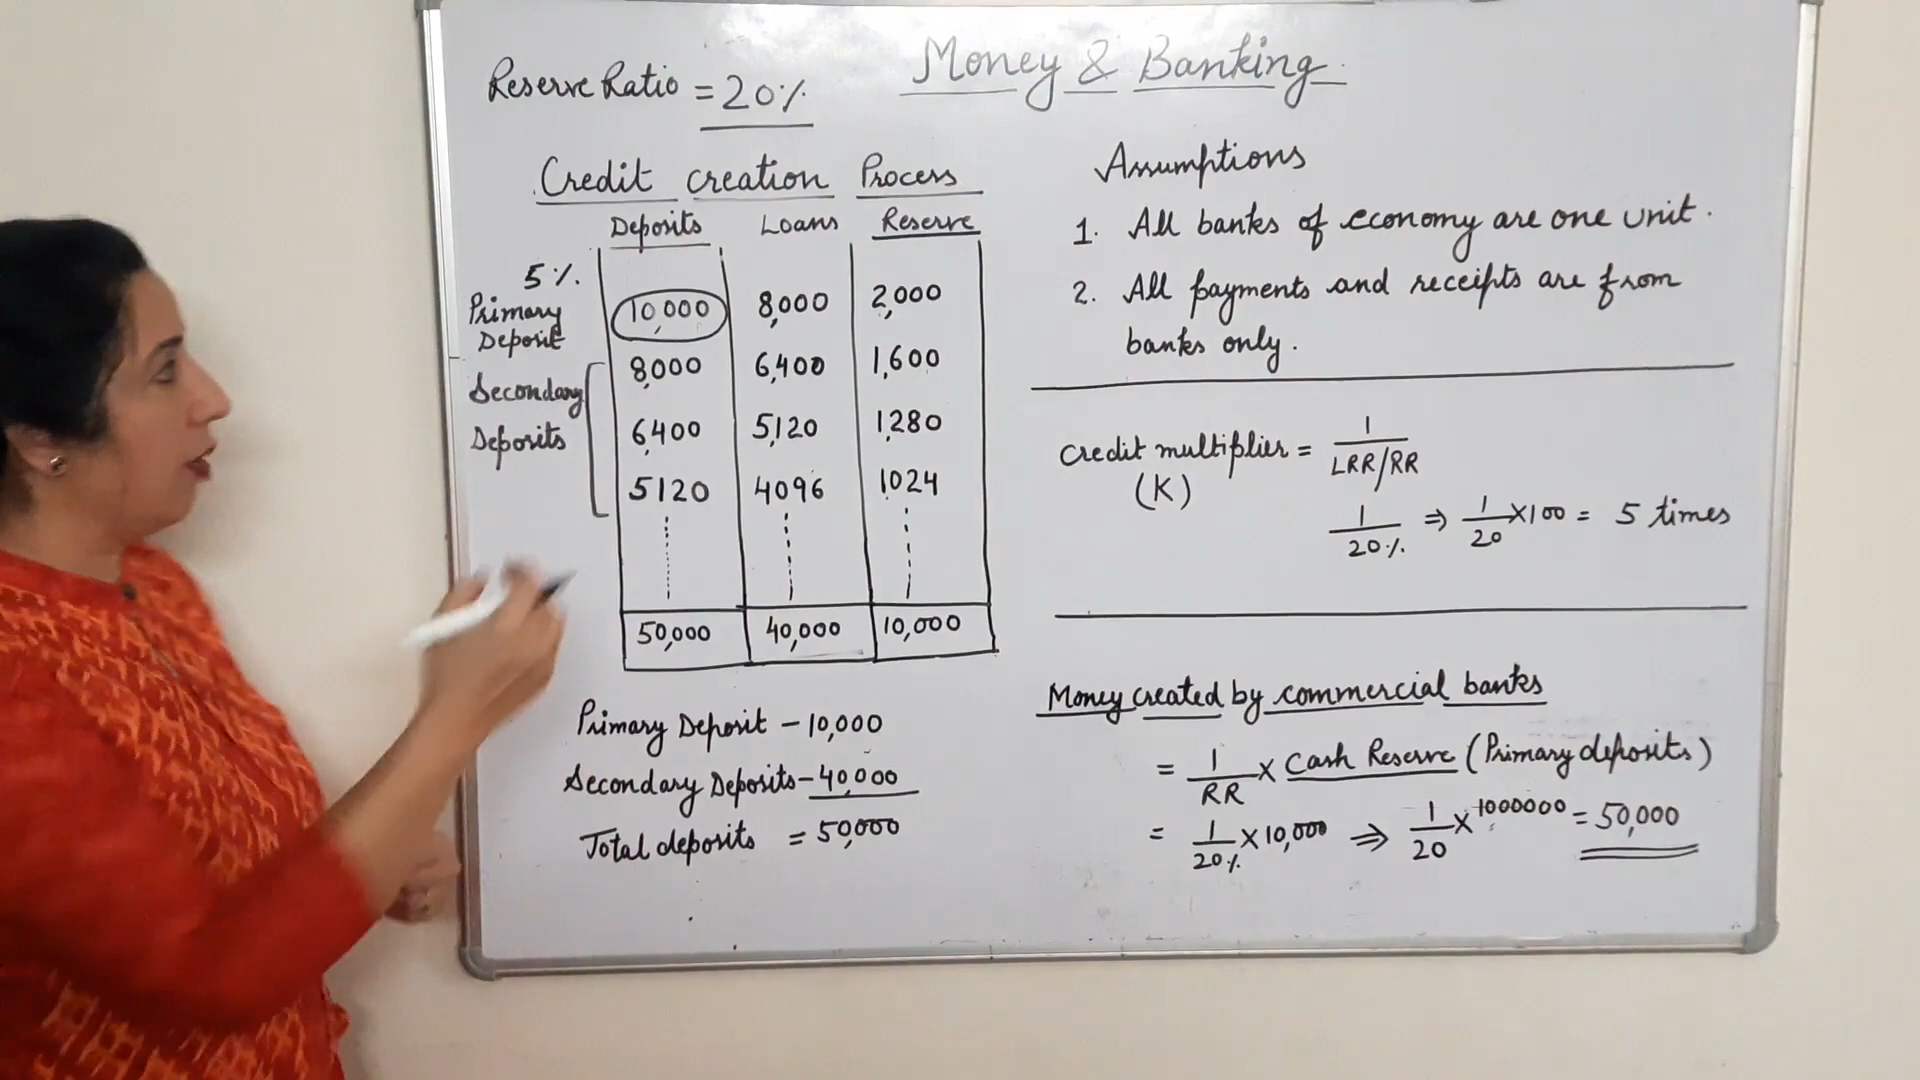 Money & Banking
Reserve Ratio = 20%
Credit creation Process
Deposits Loans Reserve
5%
Primary Deposit 10,000 8,000 2,000
Secondary Deposits 8,000 6,400 1,600
6,400 5,120 1,280
5120 4096 1024
50,000 40,000 10,000
Primary Deposit - 10,000
Secondary Deposits - 40,000
Total deposits = 50,000
Assumptions
1. All banks of economy are one unit.
2. All payments and receipts are from
banks only.
Credit multiplier = 1/LRR/RR
(K)
1/20% ⇒ 1/20 × 100 = 5 times
Money created by commercial banks
= 1/RR × Cash Reserve (Primary deposits)
= 1/20% × 10,000 ⇒ 1/20 × 1000000 = 50,000